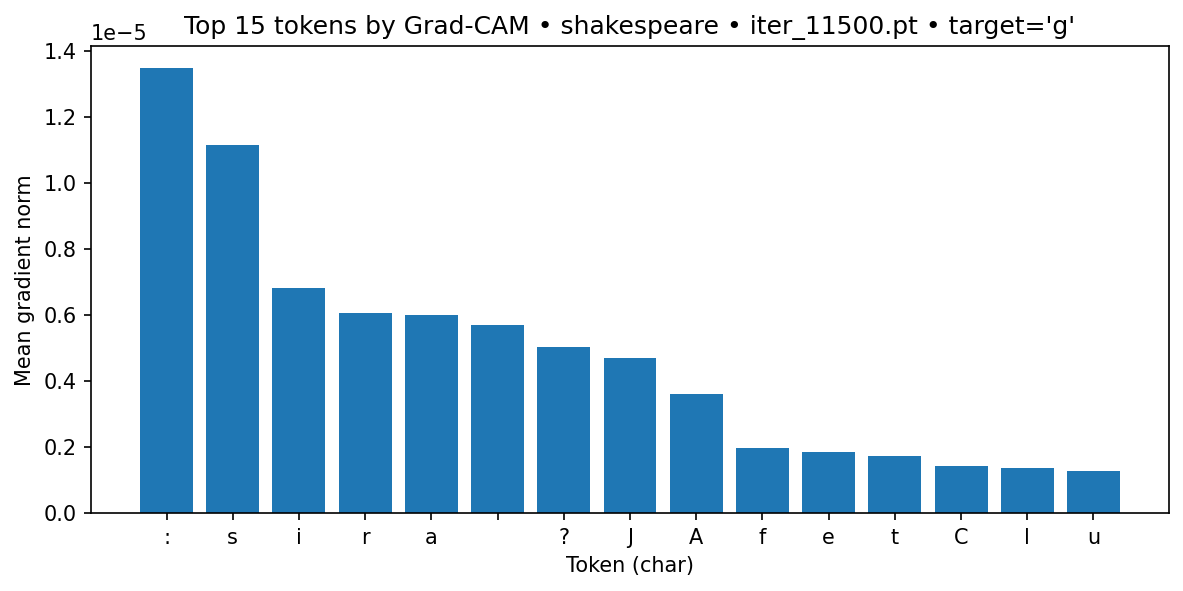 Top 15 tokens by Grad-CAM • shakespeare • iter_11500.pt • target='g'
1e−5
1.4
1.2
1.0
0.8
0.6
0.4
0.2
0.0
Mean gradient norm
: s i r a ? J A f e t C l u
Token (char)